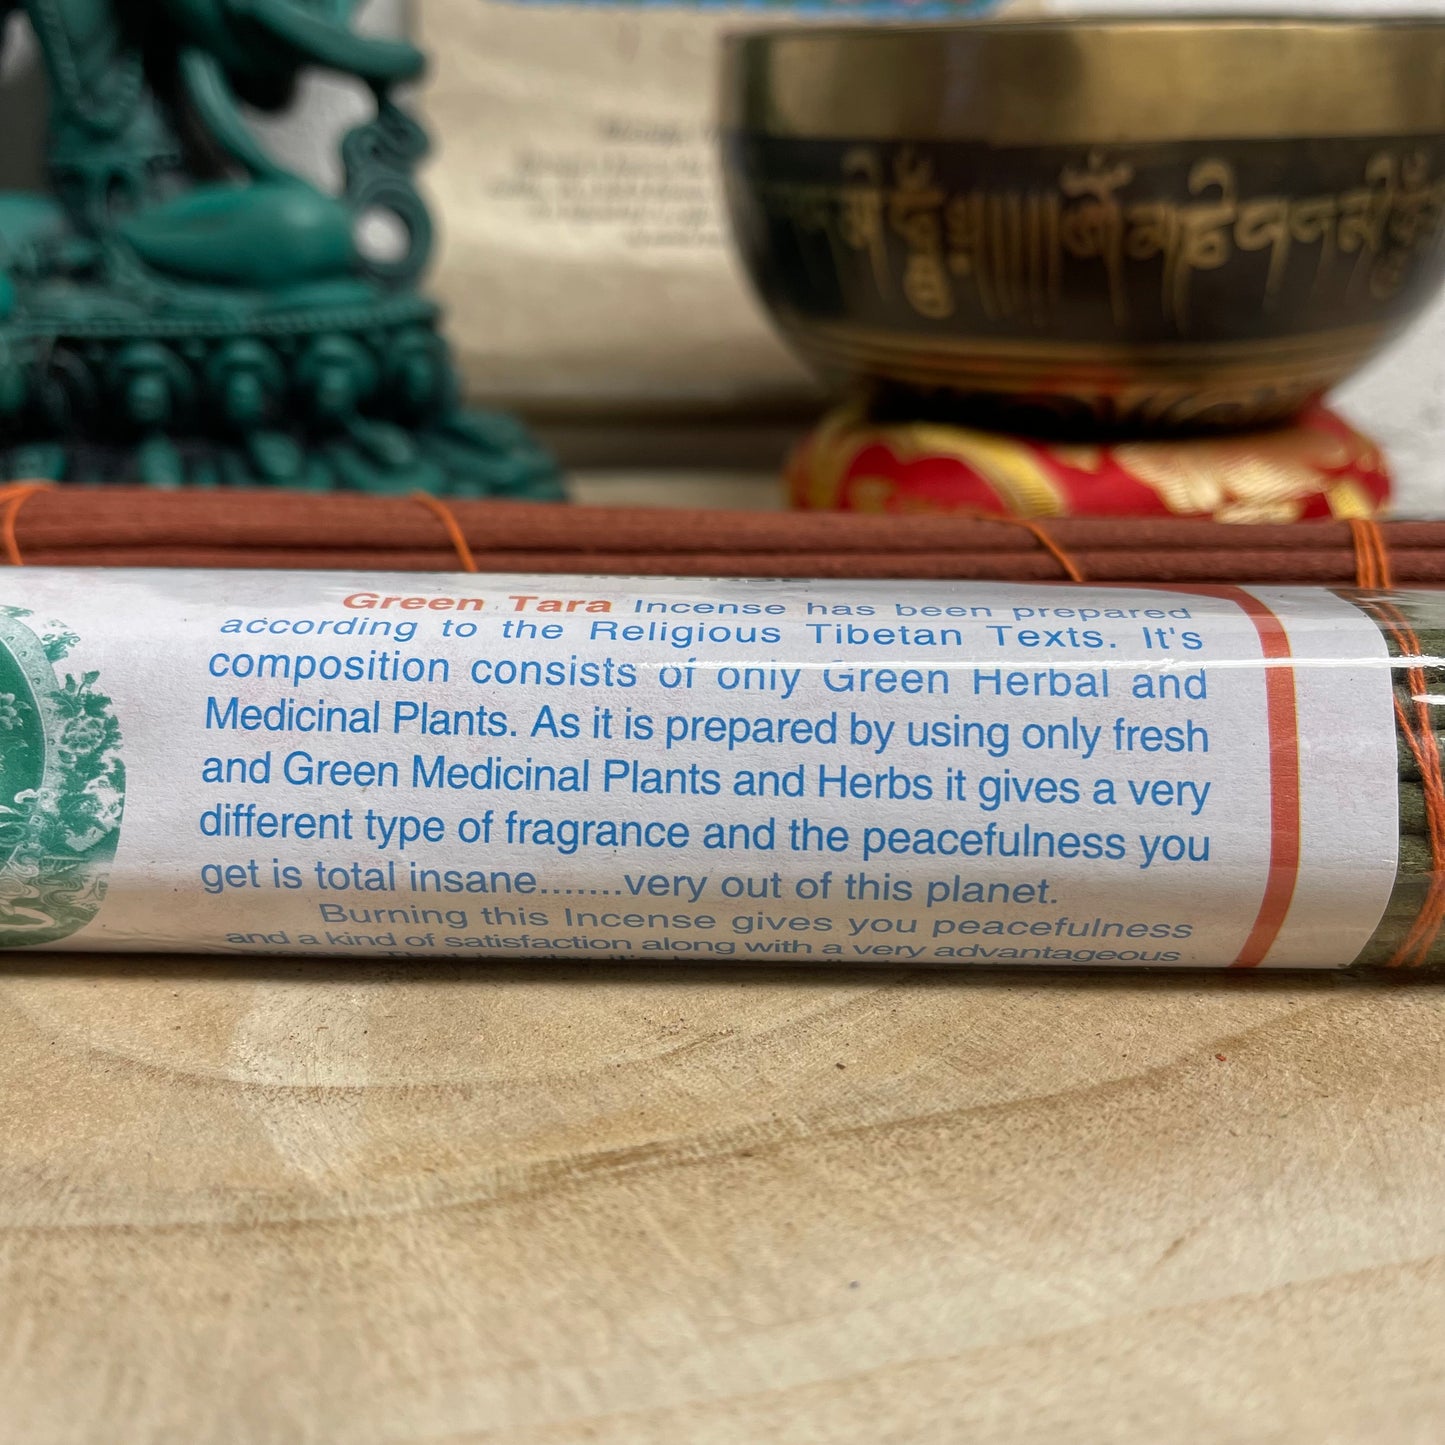 Green Tara Incense has been prepared
according to the Religious Tibetan Texts. It's
composition consists of only Green Herbal and
Medicinal Plants. As it is prepared by using only fresh
and Green Medicinal Plants and Herbs it gives a very
different type of fragrance and the peacefulness you
get is total insane.......very out of this planet.
Burning this Incense gives you peacefulness
and a kind of satisfaction along with a very advantageous